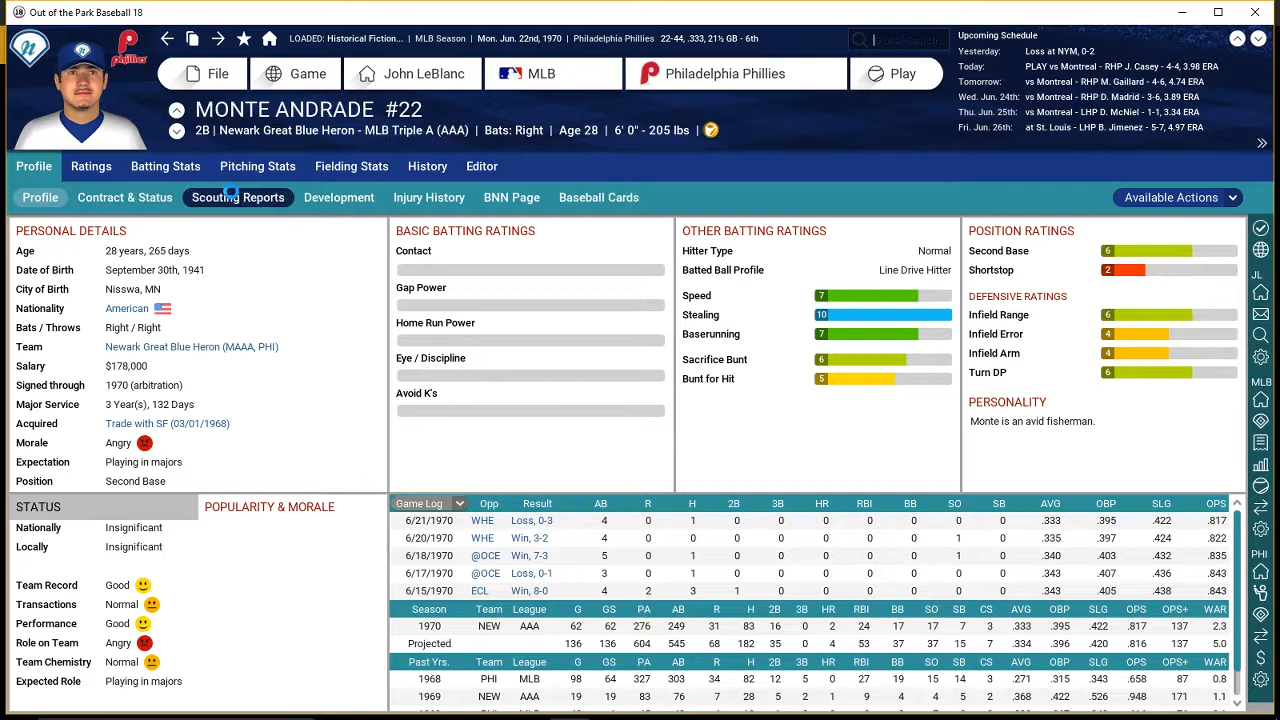 Out of the Park Baseball 18
LOADED: Historical Fiction... | MLB Season | Mon. Jun. 22nd, 1970 | Philadelphia Phillies 22-44, .333, 21½ GB - 6th
Global Search...
File Game John LeBlanc MLB Philadelphia Phillies Play
Upcoming Schedule
Yesterday: Loss at NYM, 0-2
Today: PLAY vs Montreal - RHP J. Casey - 4-4, 3.98 ERA
Tomorrow: vs Montreal - RHP M. Gaillard - 4-6, 4.74 ERA
Wed. Jun. 24th: vs Montreal - RHP D. Madrid - 3-6, 3.89 ERA
Thu. Jun. 25th: vs Montreal - LHP D. McNiel - 1-1, 3.34 ERA
Fri. Jun. 26th: at St. Louis - LHP B. Jimenez - 5-7, 4.97 ERA
Phillies
MONTE ANDRADE #22
2B | Newark Great Blue Heron - MLB Triple A (AAA) | Bats: Right | Age 28 | 6' 0" - 205 lbs
Profile Ratings Batting Stats Pitching Stats Fielding Stats History Editor
Profile Contract & Status Scouting Reports Development Injury History BNN Page Baseball Cards Available Actions
PERSONAL DETAILS
Age 28 years, 265 days
Date of Birth September 30th, 1941
City of Birth Nisswa, MN
Nationality American
Bats / Throws Right / Right
Team Newark Great Blue Heron (MAAA, PHI)
Salary $178,000
Signed through 1970 (arbitration)
Major Service 3 Year(s), 132 Days
Acquired Trade with SF (03/01/1968)
Morale Angry
Expectation Playing in majors
Position Second Base
BASIC BATTING RATINGS
Contact
Gap Power
Home Run Power
Eye / Discipline
Avoid K's
OTHER BATTING RATINGS
Hitter Type Normal
Batted Ball Profile Line Drive Hitter
Speed 7
Stealing 10
Baserunning 7
Sacrifice Bunt 6
Bunt for Hit 5
POSITION RATINGS
Second Base 6
Shortstop 2
DEFENSIVE RATINGS
Infield Range 6
Infield Error 4
Infield Arm 4
Turn DP 6
PERSONALITY
Monte is an avid fisherman.
JL
MLB
PHI
STATUS POPULARITY & MORALE
Nationally Insignificant
Locally Insignificant
Team Record Good
Transactions Normal
Performance Good
Role on Team Angry
Team Chemistry Normal
Expected Role Playing in majors
Game Log Opp Result AB R H 2B 3B HR RBI BB SO AVG OBP SLG OPS
6/21/1970 WHE Loss, 0-3 4 0 1 0 0 0 0 0 0 .333 .395 .422 .817
6/20/1970 WHE Win, 3-2 4 0 0 0 0 0 0 0 1 .335 .397 .424 .822
6/18/1970 @OCE Win, 7-3 5 0 1 0 0 0 0 0 1 .340 .403 .432 .835
6/17/1970 @OCE Loss, 0-1 3 0 1 0 0 0 0 0 0 .343 .407 .436 .843
6/15/1970 ECL Win, 8-0 4 2 3 1 0 0 0 0 0 .343 .405 .438 .843
Season Team League G GS PA AB R H 2B 3B HR RBI BB SO SB CS AVG OBP SLG OPS OPS+ WAR
1970 NEW AAA 62 62 276 249 31 83 16 0 2 24 17 17 7 3 .333 .395 .422 .817 137 2.3
Projected 136 136 604 545 68 182 35 0 4 53 37 37 15 7 .334 .396 .420 .816 137 5.0
Past Yrs. Team League G GS PA AB R H 2B 3B HR RBI BB SO SB CS AVG OBP SLG OPS OPS+ WAR
1968 PHI MLB 98 64 327 303 34 82 12 5 0 27 19 15 14 3 .271 .315 .343 .658 87 0.8
1969 NEW AAA 19 19 83 76 7 28 5 2 1 9 4 4 5 2 .368 .422 .526 .948 171 1.1